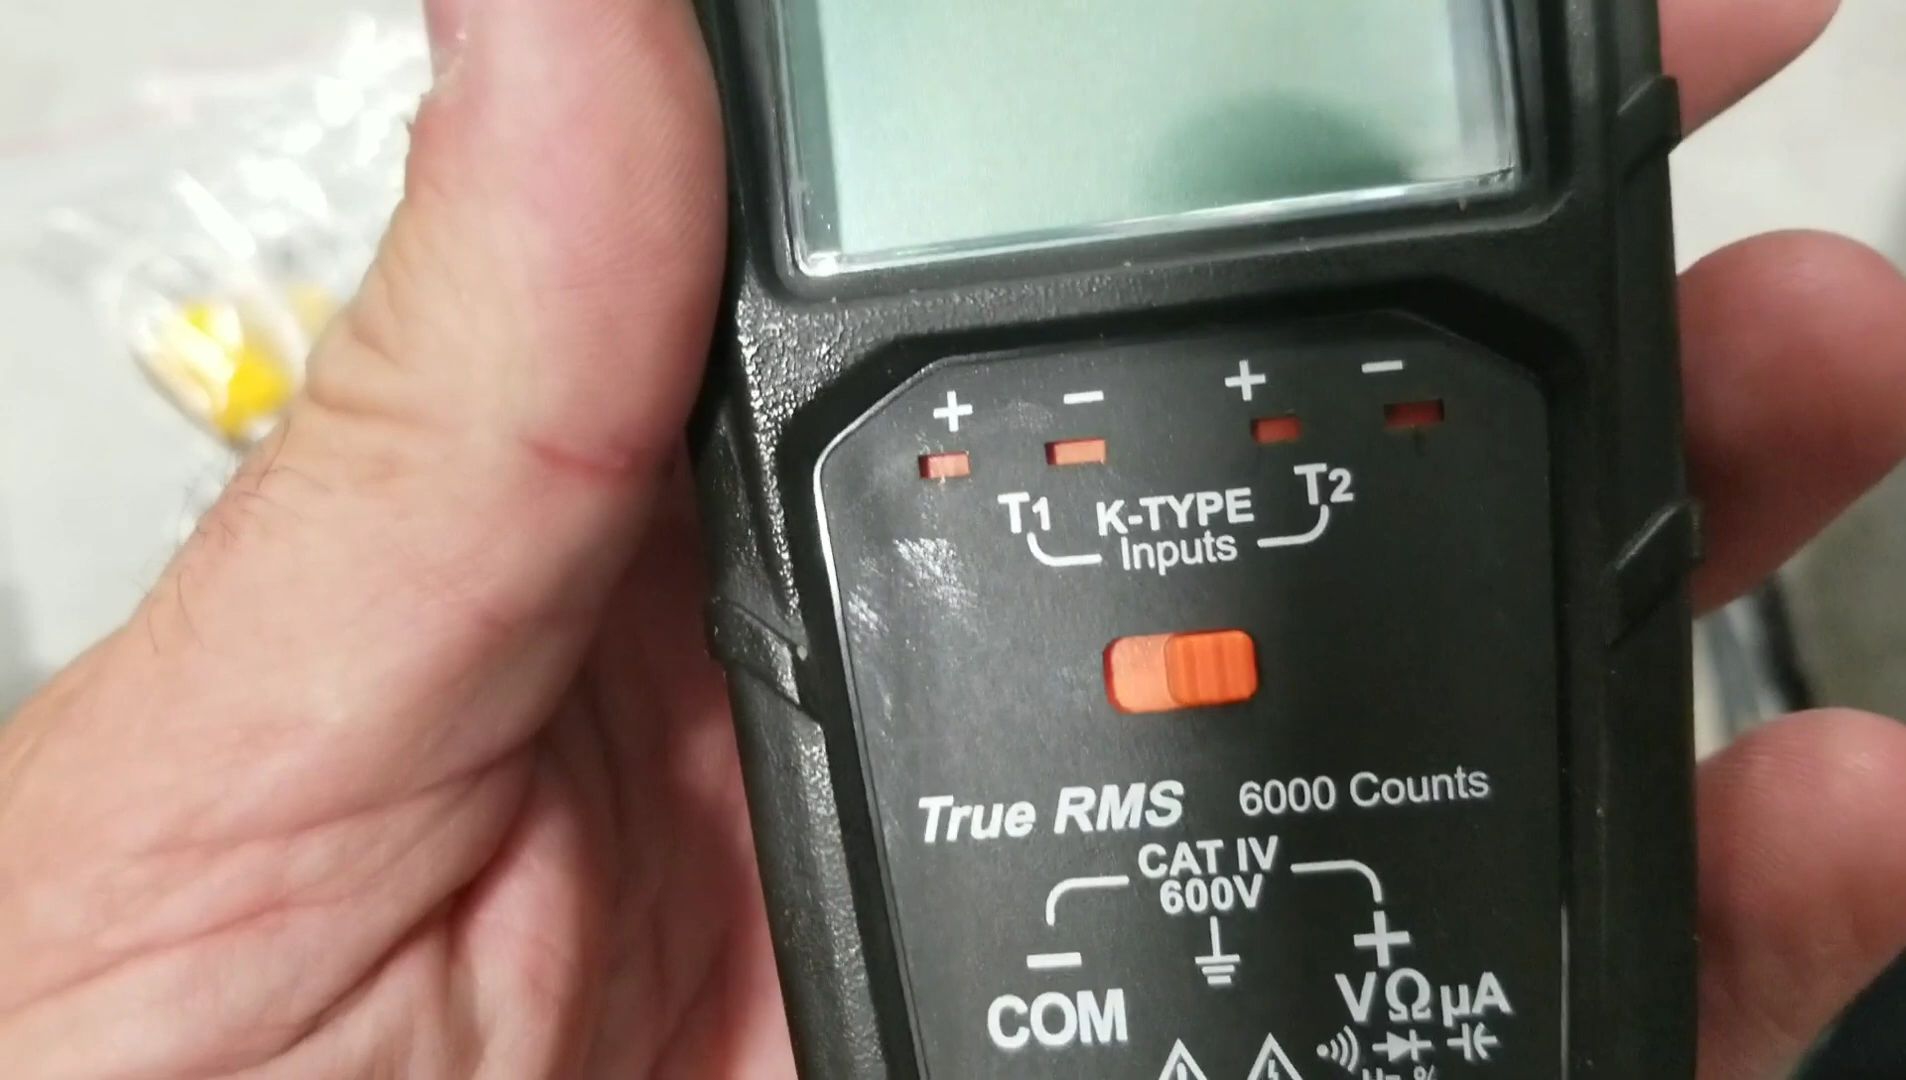 + − + −
T1 K-TYPE T2
Inputs
True RMS 6000 Counts
CAT IV
600V
− +
COM VΩµA